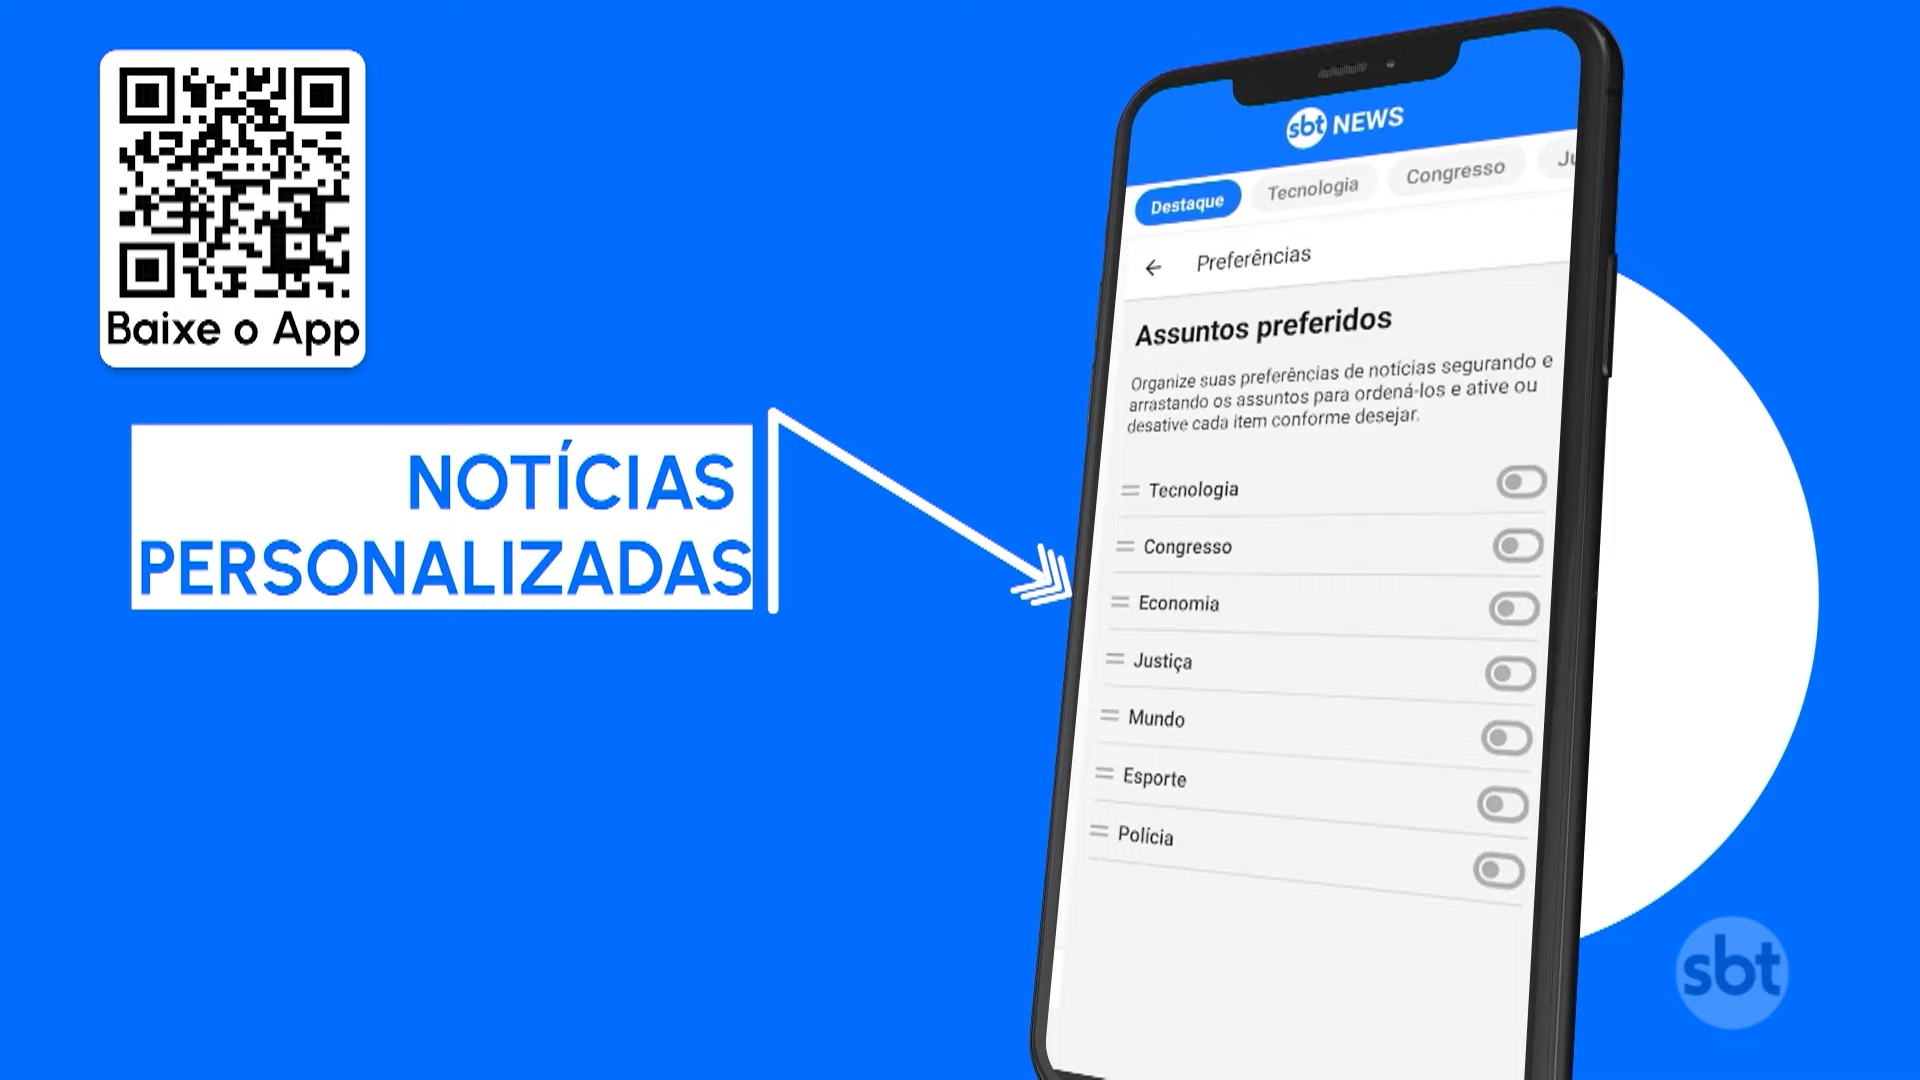 Baixe o App
NOTÍCIAS
PERSONALIZADAS
sbt NEWS
Destaque
Tecnologia
Congresso
Preferências
Assuntos preferidos
Organize suas preferências de notícias segurando e
arrastando os assuntos para ordená-los e ative ou
desative cada item conforme desejar.
Tecnologia
Congresso
Economia
Justiça
Mundo
Esporte
Polícia
sbt